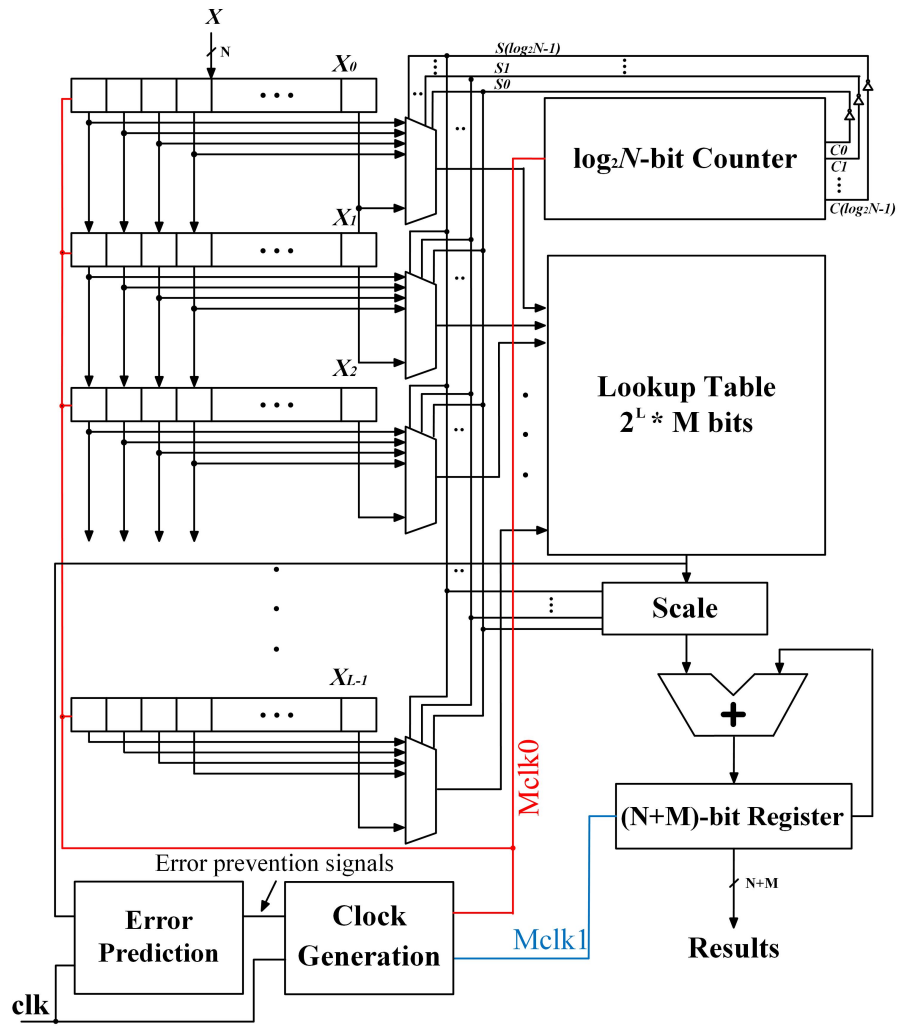 X
N
X0
S(log2N-1)
S1
S0
log2N-bit Counter
C0
C1
C(log2N-1)
X1
X2
Lookup Table
2^L * M bits
Scale
XL-1
+
Mclk0
(N+M)-bit Register
Error prevention signals
N+M
Error
Prediction
Clock
Generation
Mclk1
Results
clk